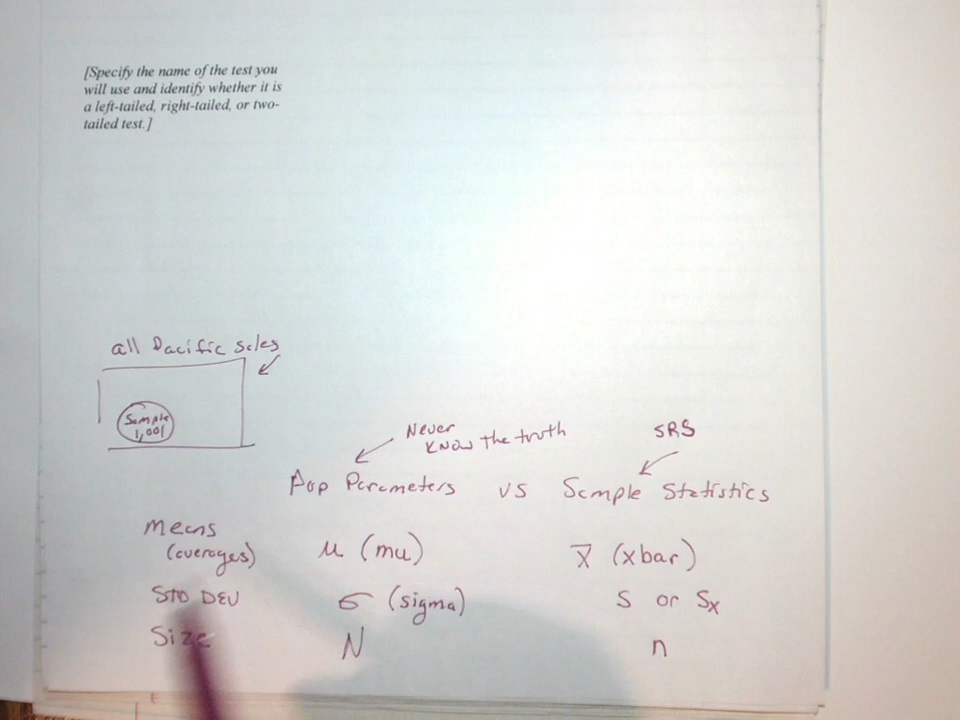 [Specify the name of the test you
will use and identify whether it is
a left-tailed, right-tailed, or two-
tailed test.]
all Pacific sales
Sample
1,001
Never
know the truth
SRS
Pop Parameters vs Sample Statistics
Means
(averages) μ (mu) x̄ (xbar)
STD DEV σ (sigma) S or Sx
Size N n